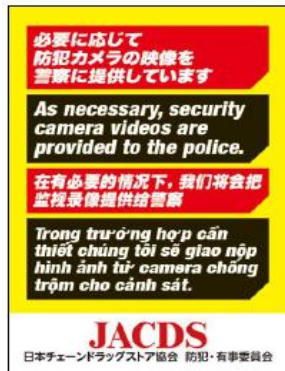 必要に応じて
防犯カメラの映像を
警察に提供しています
As necessary, security
camera videos are
provided to the police.
在有必要的情况下，我们将会把
监视录像提供给警察
Trong trường hợp cần
thiết chúng tôi sẽ giao nộp
hình ảnh từ camera chống
trộm cho cảnh sát.
JACDS
日本チェーンドラッグストア協会 防犯・有事委員会